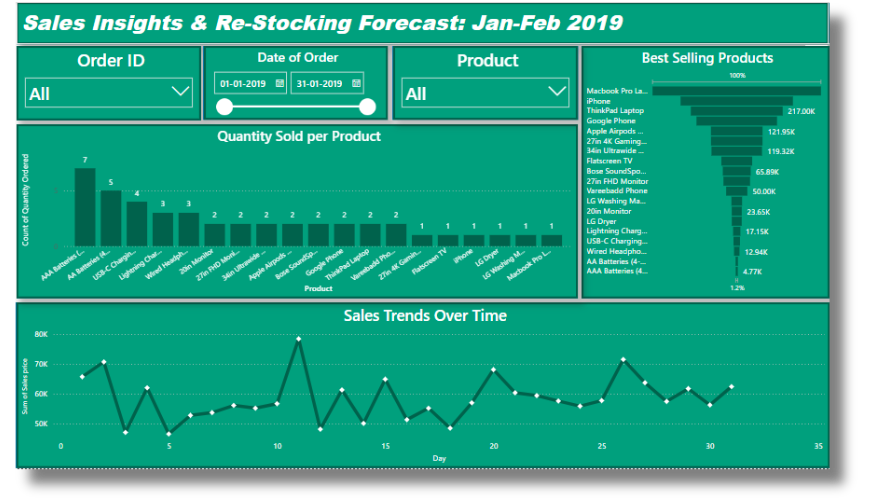 Sales Insights & Re-Stocking Forecast: Jan-Feb 2019
Order ID
All
Date of Order
01-01-2019
31-01-2019
Product
All
Best Selling Products
100%
Macbook Pro La...
iPhone
ThinkPad Laptop
217.00K
Google Phone
Apple Airpods ...
121.95K
27in 4K Gaming...
34in Ultrawide ...
119.32K
Flatscreen TV
Bose SoundSpo...
65.89K
27in FHD Monitor
Vareebadd Phone
50.00K
LG Washing Ma...
20in Monitor
23.65K
LG Dryer
Lightning Charg...
17.15K
USB-C Charging...
Wired Headpho...
12.94K
AA Batteries (4-...
AAA Batteries (4...
4.77K
1.2%
Quantity Sold per Product
Count of Quantity Ordered
7
5
4
3
3
2
2
2
2
2
2
2
2
1
1
1
1
1
1
AAA Batteries (...
AA Batteries (4...
USB-C Chargin...
Lightning Char...
Wired Headph...
20in Monitor
27in FHD Moni...
34in Ultrawide ...
Apple Airpods ...
Bose SoundSp...
Google Phone
ThinkPad Laptop
Vareebadd Pho...
27in 4K Gamin...
Flatscreen TV
iPhone
LG Dryer
LG Washing M...
Macbook Pro L...
Product
Sales Trends Over Time
Sum of Sales price
80K
70K
60K
50K
0
5
10
15
20
25
30
35
Day